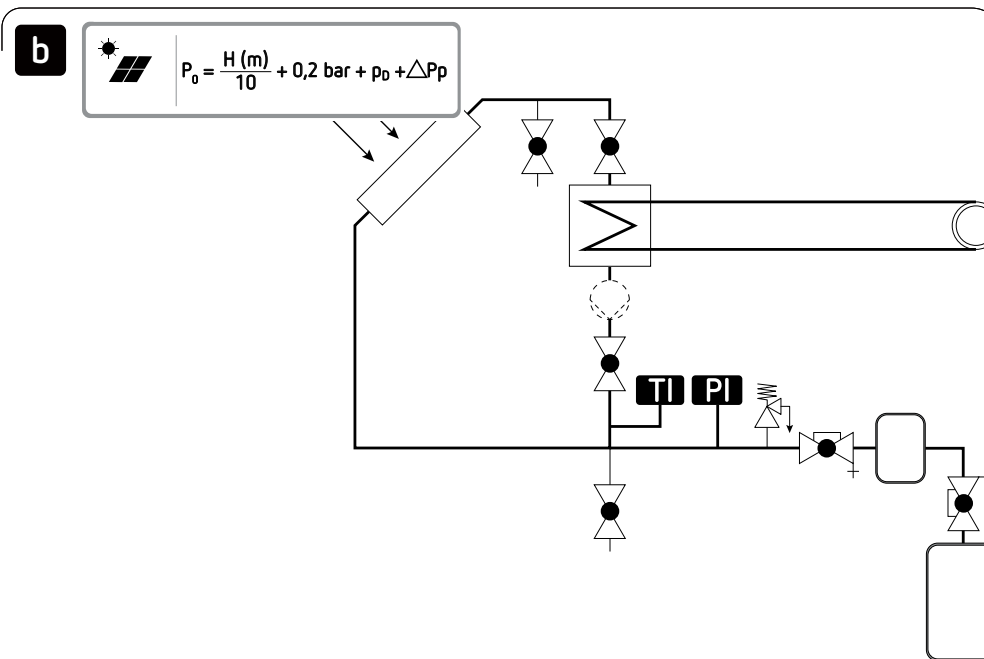 b
P₀ = H (m) / 10 + 0,2 bar + p_D + △Pp
TI PI